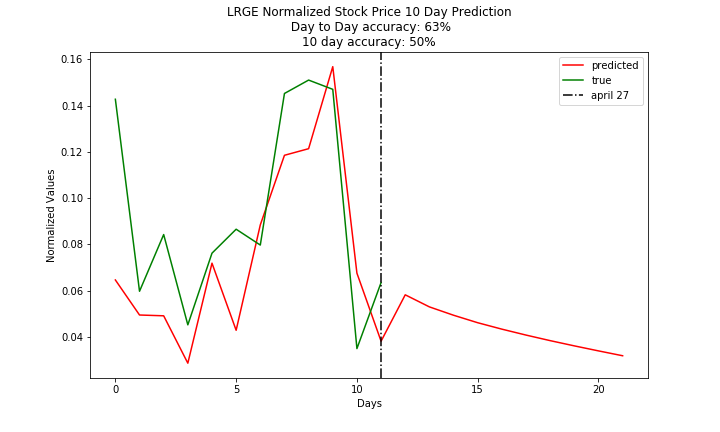 LRGE Normalized Stock Price 10 Day Prediction
Day to Day accuracy: 63%
10 day accuracy: 50%
predicted
true
april 27
0.16
0.14
0.12
0.10
0.08
0.06
0.04
Normalized Values
0 5 10 15 20
Days